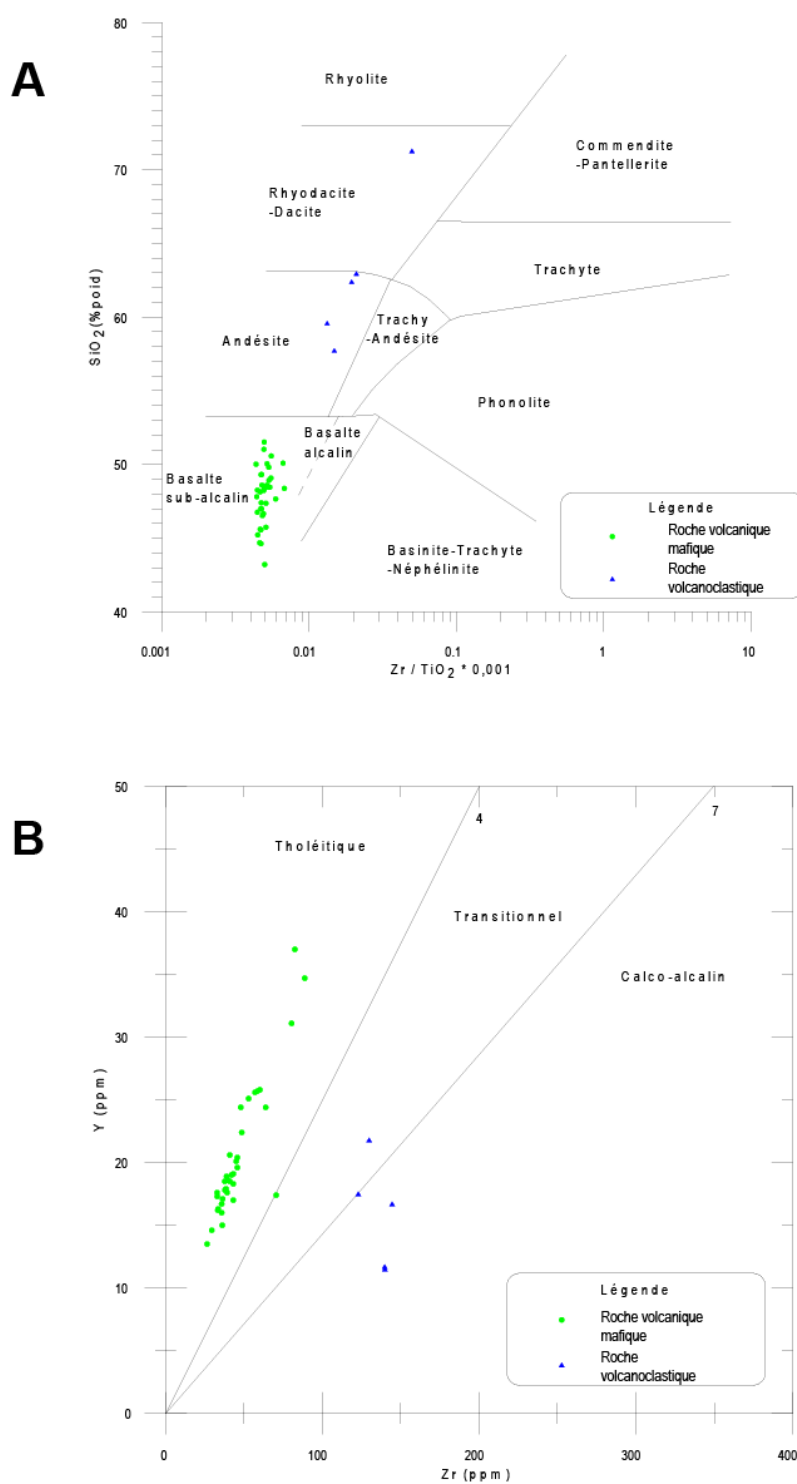 A
80
70
60
50
40
SiO2(%poid)
Rhyolite
Commendite
-Pantellerite
Rhyodacite
-Dacite
Trachyte
Andésite
Trachy
-Andésite
Phonolite
Basalte
alcalin
Basalte
sub-alcalin
Basinite-Trachyte
-Néphélinite
Légende
Roche volcanique
mafique
Roche
volcanoclastique
0.001
0.01
0.1
1
10
Zr / TiO2 * 0,001
B
50
40
30
20
10
0
Y (ppm)
4
7
Tholéitique
Transitionnel
Calco-alcalin
Légende
Roche volcanique
mafique
Roche
volcanoclastique
0
100
200
300
400
Zr (ppm)